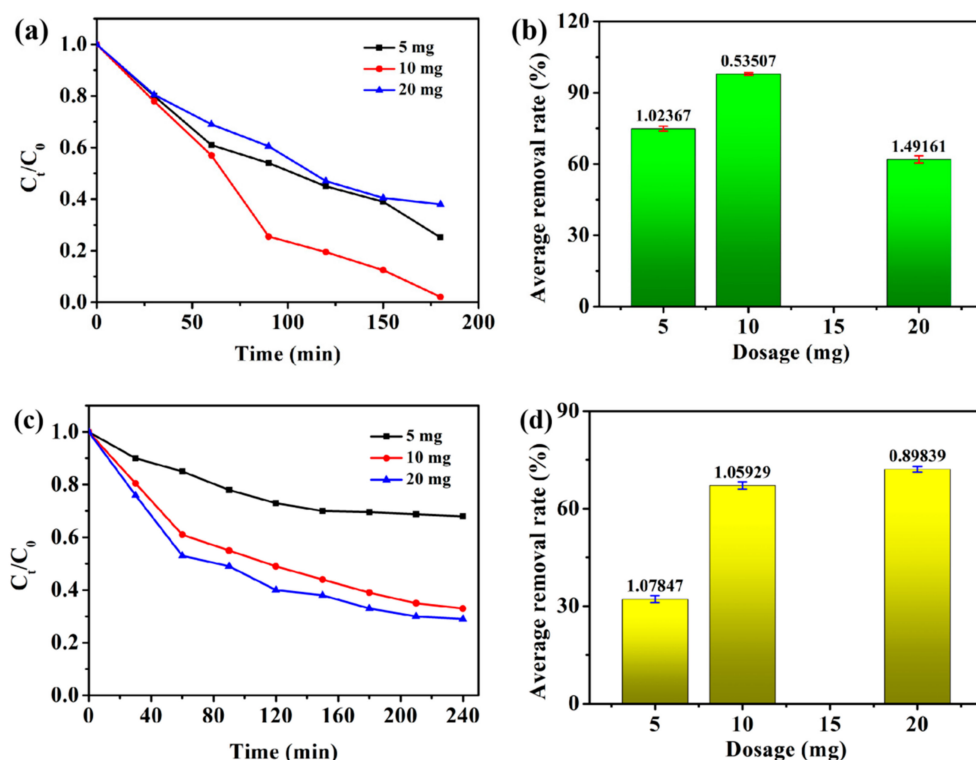 (a)
5 mg
10 mg
20 mg
1.0
0.8
0.6
0.4
0.2
0.0
Ct/C0
0 50 100 150 200
Time (min)
(b)
120
90
60
30
0
Average removal rate (%)
1.02367
0.53507
1.49161
5 10 15 20
Dosage (mg)
(c)
5 mg
10 mg
20 mg
1.0
0.8
0.6
0.4
0.2
0.0
Ct/C0
0 40 80 120 160 200 240
Time (min)
(d)
90
60
30
0
Average removal rate (%)
1.07847
1.05929
0.89839
5 10 15 20
Dosage (mg)